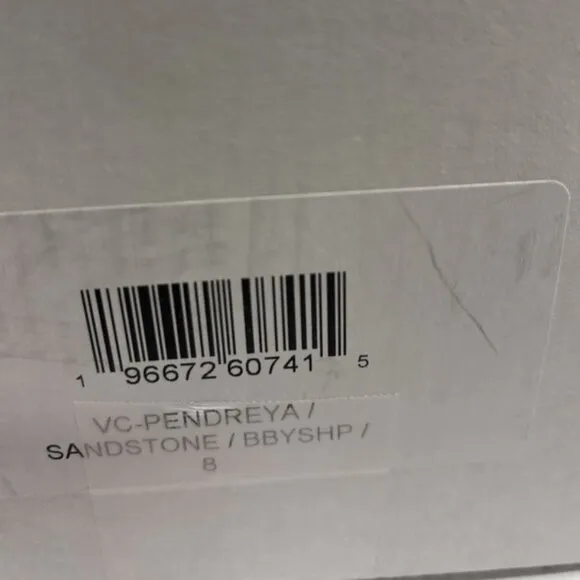 1 96672 60741 5
VC-PENDREYA /
SANDSTONE / BBYSHP /
8